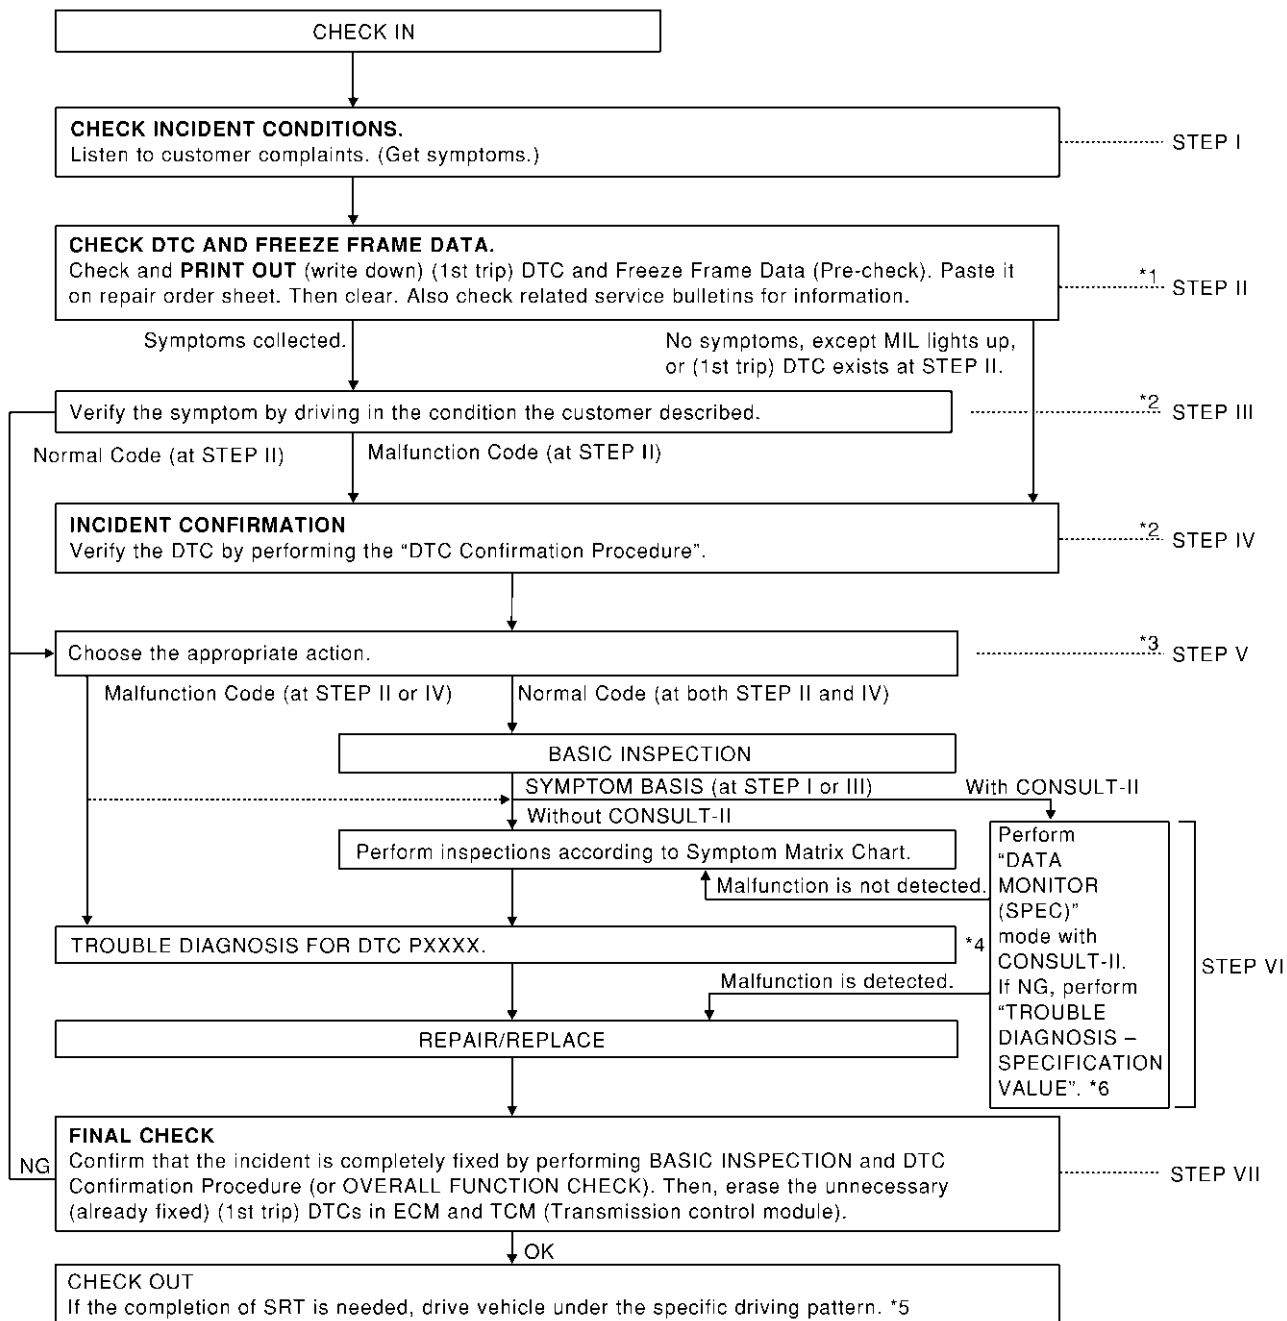 CHECK IN
CHECK INCIDENT CONDITIONS.
Listen to customer complaints. (Get symptoms.)
STEP I
CHECK DTC AND FREEZE FRAME DATA.
Check and PRINT OUT (write down) (1st trip) DTC and Freeze Frame Data (Pre-check). Paste it
on repair order sheet. Then clear. Also check related service bulletins for information.
*1 STEP II
Symptoms collected.
No symptoms, except MIL lights up,
or (1st trip) DTC exists at STEP II.
Verify the symptom by driving in the condition the customer described.
*2 STEP III
Normal Code (at STEP II)
Malfunction Code (at STEP II)
INCIDENT CONFIRMATION
Verify the DTC by performing the “DTC Confirmation Procedure”.
*2 STEP IV
Choose the appropriate action.
*3 STEP V
Malfunction Code (at STEP II or IV)
Normal Code (at both STEP II and IV)
BASIC INSPECTION
SYMPTOM BASIS (at STEP I or III)
With CONSULT-II
Without CONSULT-II
Perform inspections according to Symptom Matrix Chart.
Malfunction is not detected.
TROUBLE DIAGNOSIS FOR DTC PXXXX.
*4
Malfunction is detected.
REPAIR/REPLACE
Perform
“DATA
MONITOR
(SPEC)”
mode with
CONSULT-II.
If NG, perform
“TROUBLE
DIAGNOSIS –
SPECIFICATION
VALUE”. *6
STEP VI
FINAL CHECK
Confirm that the incident is completely fixed by performing BASIC INSPECTION and DTC
Confirmation Procedure (or OVERALL FUNCTION CHECK). Then, erase the unnecessary
(already fixed) (1st trip) DTCs in ECM and TCM (Transmission control module).
NG
STEP VII
OK
CHECK OUT
If the completion of SRT is needed, drive vehicle under the specific driving pattern. *5